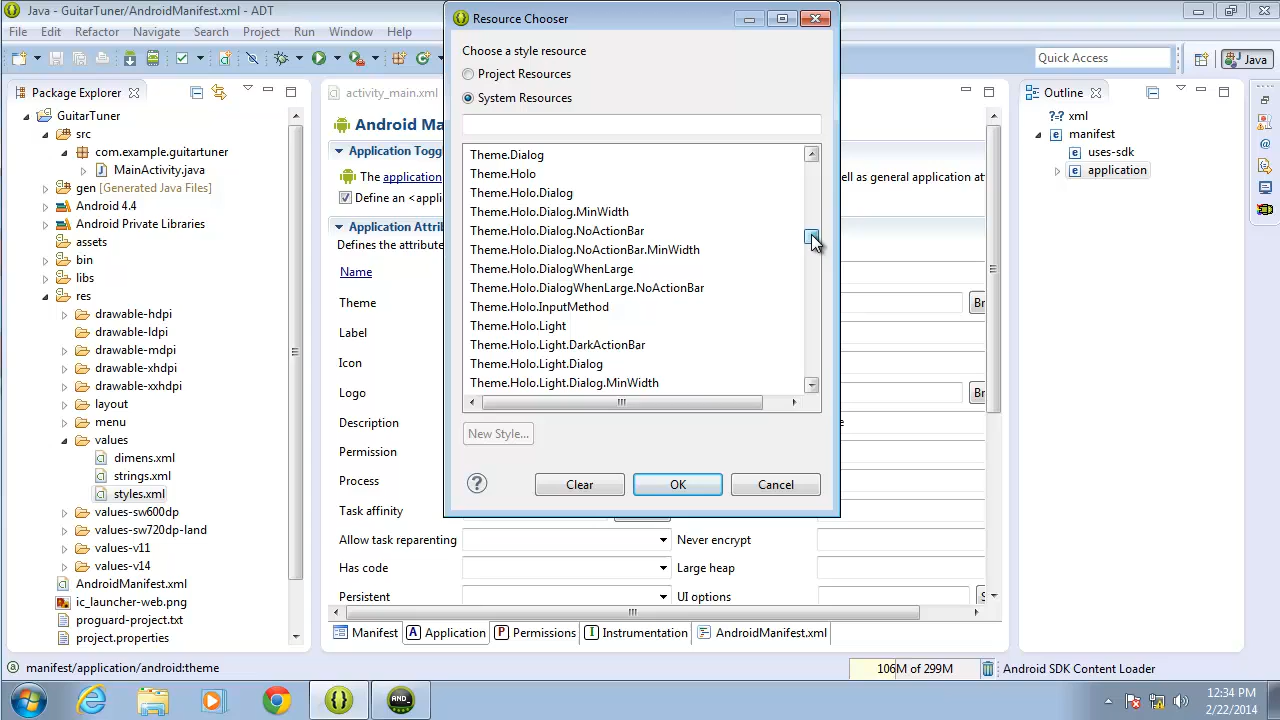 Java - GuitarTuner/AndroidManifest.xml - ADT
File Edit Refactor Navigate Search Project Run Window Help
Quick Access
Java
Package Explorer
GuitarTuner
src
com.example.guitartuner
MainActivity.java
gen [Generated Java Files]
Android 4.4
Android Private Libraries
assets
bin
libs
res
drawable-hdpi
drawable-ldpi
drawable-mdpi
drawable-xhdpi
drawable-xxhdpi
layout
menu
values
dimens.xml
strings.xml
styles.xml
values-sw600dp
values-sw720dp-land
values-v11
values-v14
AndroidManifest.xml
ic_launcher-web.png
proguard-project.txt
project.properties
activity_main.xml
Android Ma
Application Togg
The application
ell as general application at
Define an <appli
Application Attri
Defines the attribute
Name
Theme
Br
Label
Icon
Logo
Br
Description
e
Permission
Process
Task affinity
Allow task reparenting
Never encrypt
Has code
Large heap
Persistent
UI options
S
Manifest
Application
Permissions
Instrumentation
AndroidManifest.xml
Resource Chooser
Choose a style resource
Project Resources
System Resources
Theme.Dialog
Theme.Holo
Theme.Holo.Dialog
Theme.Holo.Dialog.MinWidth
Theme.Holo.Dialog.NoActionBar
Theme.Holo.Dialog.NoActionBar.MinWidth
Theme.Holo.DialogWhenLarge
Theme.Holo.DialogWhenLarge.NoActionBar
Theme.Holo.InputMethod
Theme.Holo.Light
Theme.Holo.Light.DarkActionBar
Theme.Holo.Light.Dialog
Theme.Holo.Light.Dialog.MinWidth
New Style...
Clear
OK
Cancel
Outline
xml
manifest
uses-sdk
application
manifest/application/android:theme
106M of 299M
Android SDK Content Loader
12:34 PM
2/22/2014